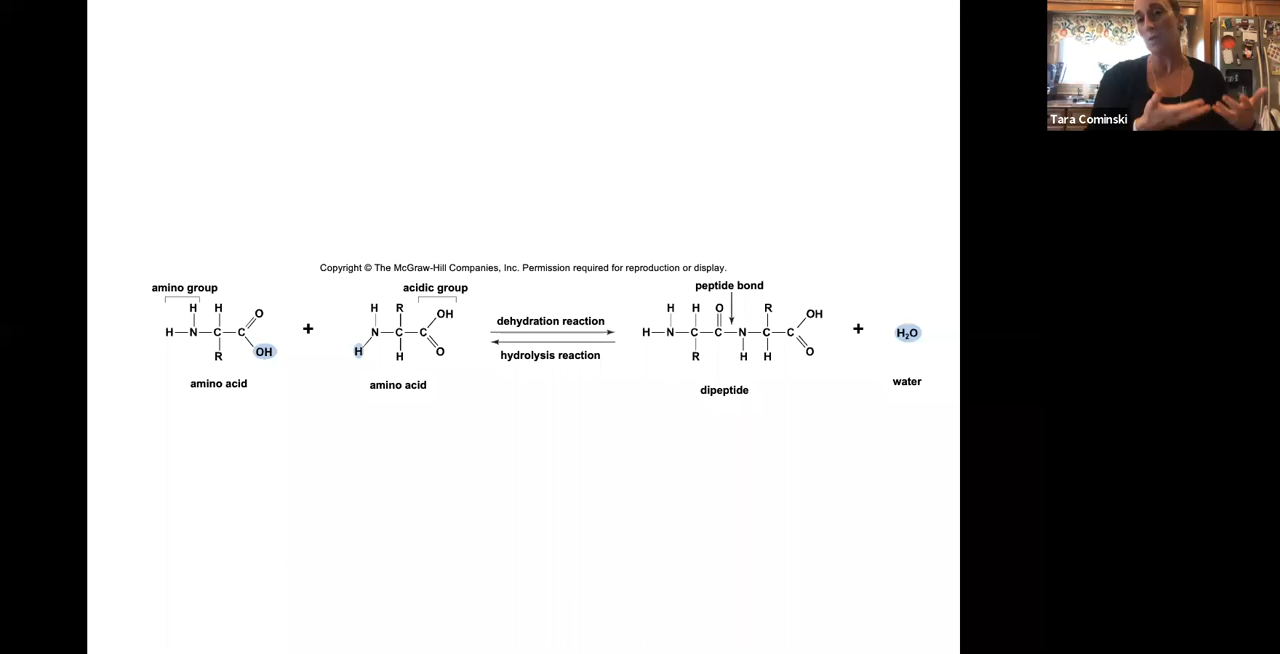 Tara Cominski
Copyright © The McGraw-Hill Companies, Inc. Permission required for reproduction or display.
amino group
acidic group
peptide bond
H H O
H R OH
H H O
R OH
H—N—C—C
+
N—C—C
dehydration reaction
H—N—C—C—N—C—C
+
H₂O
R OH
H H O
hydrolysis reaction
R H H O
amino acid
amino acid
dipeptide
water